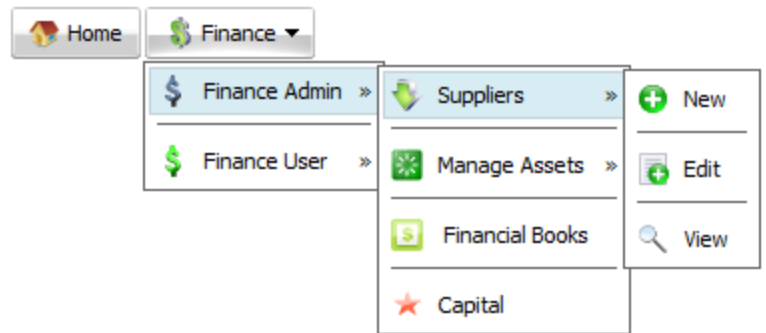 Home
Finance
Finance Admin »
Finance User »
Suppliers »
Manage Assets »
Financial Books
Capital
New
Edit
View